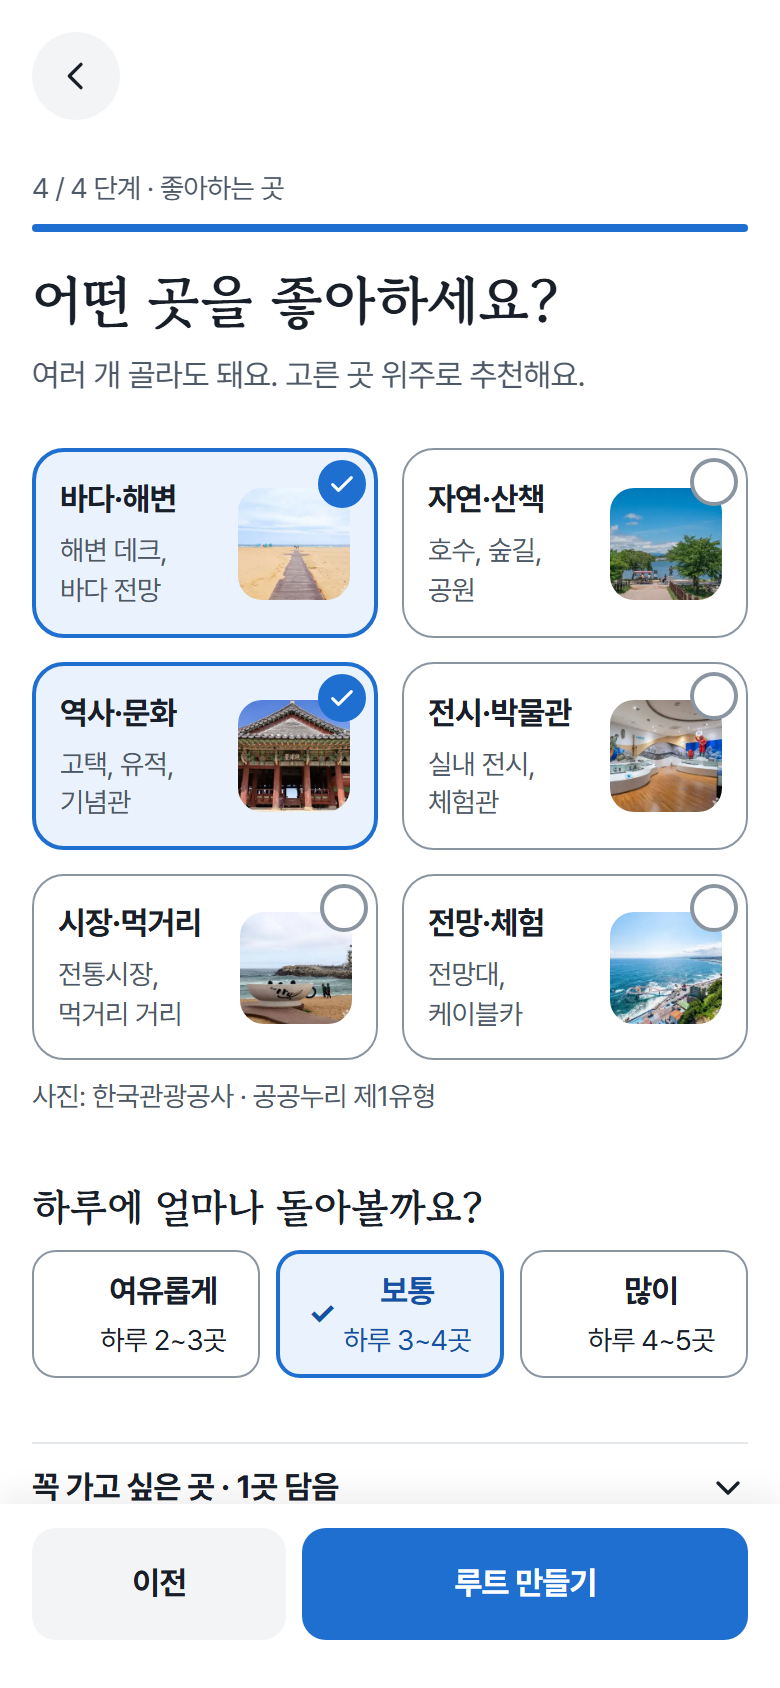 4 / 4 단계 · 좋아하는 곳
어떤 곳을 좋아하세요?
여러 개 골라도 돼요. 고른 곳 위주로 추천해요.
바다·해변
해변 데크,
바다 전망
자연·산책
호수, 숲길,
공원
역사·문화
고택, 유적,
기념관
전시·박물관
실내 전시,
체험관
시장·먹거리
전통시장,
먹거리 거리
전망·체험
전망대,
케이블카
사진: 한국관광공사 · 공공누리 제1유형
하루에 얼마나 돌아볼까요?
여유롭게
하루 2~3곳
보통
하루 3~4곳
많이
하루 4~5곳
꼭 가고 싶은 곳 · 1곳 담음
이전
루트 만들기